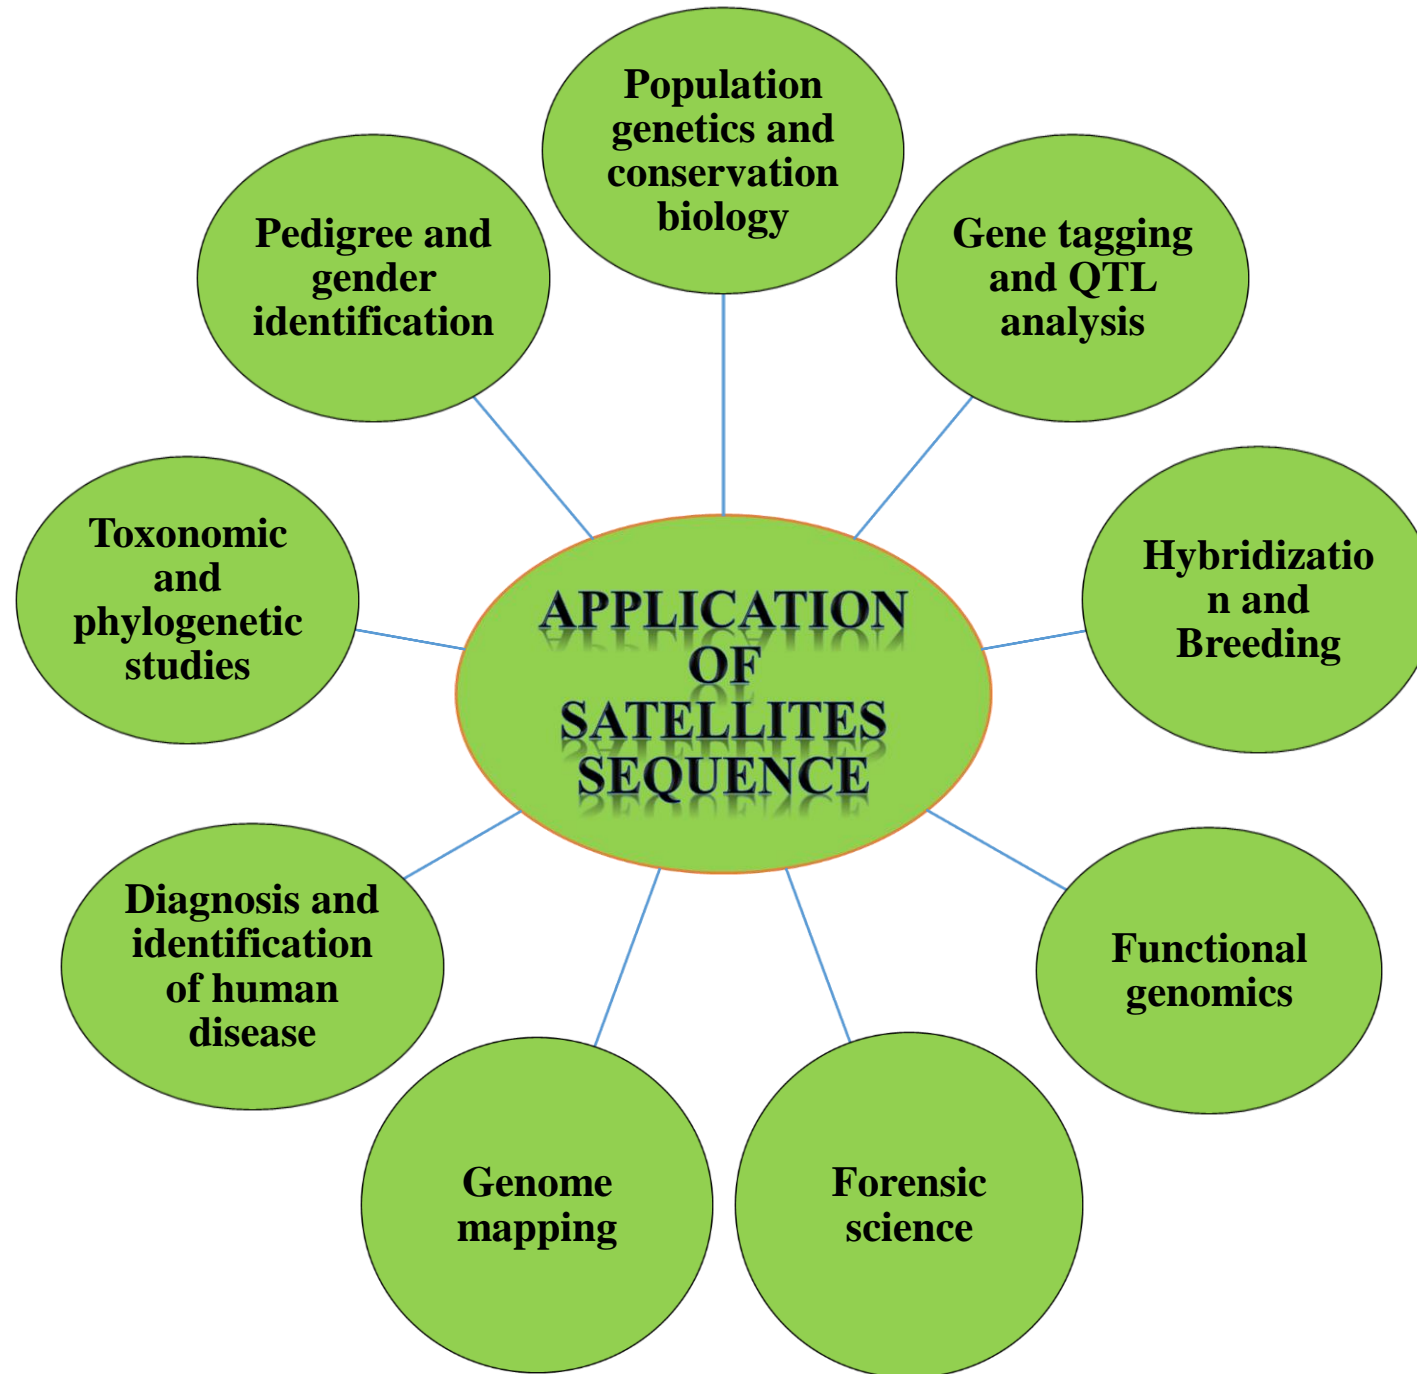 Population
genetics and
conservation
biology
Gene tagging
and QTL
analysis
Hybridizatio
n and
Breeding
Functional
genomics
Forensic
science
Genome
mapping
Diagnosis and
identification
of human
disease
Toxonomic
and
phylogenetic
studies
Pedigree and
gender
identification
APPLICATION
OF
SATELLITES
SEQUENCE